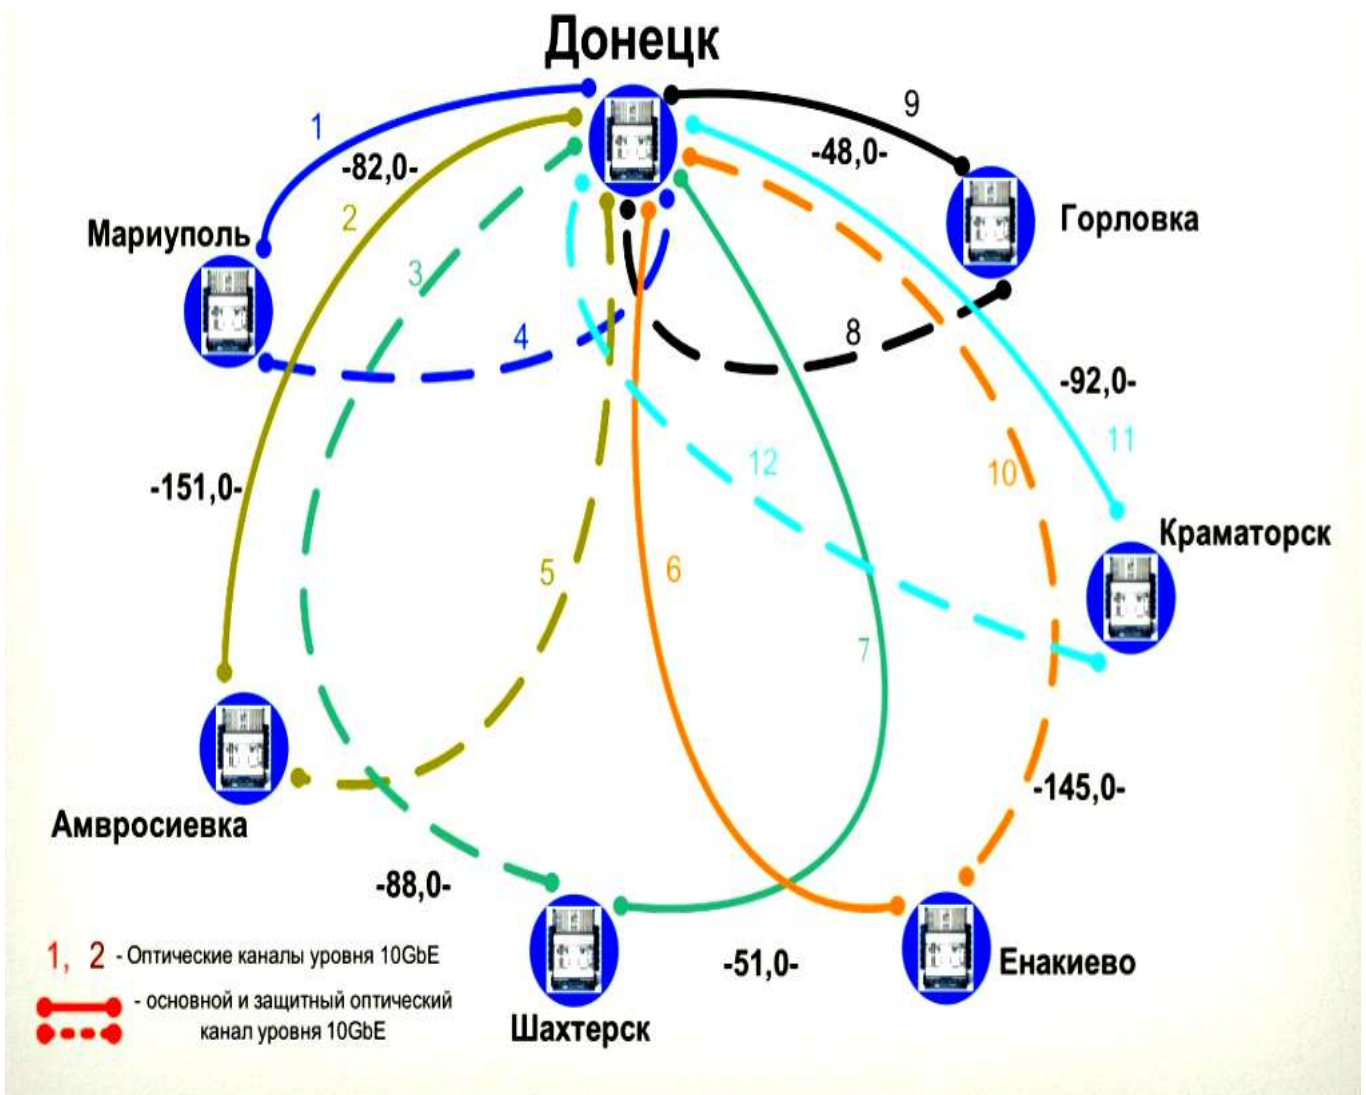 Донецк
1
9
-82,0-
-48,0-
2
Мариуполь
Горловка
3
4
8
-92,0-
11
12
10
-151,0-
Краматорск
5
6
7
-145,0-
Амвросиевка
-88,0-
1, 2 - Оптические каналы уровня 10GbE
-51,0-
Енакиево
- основной и защитный оптический
канал уровня 10GbE
Шахтерск